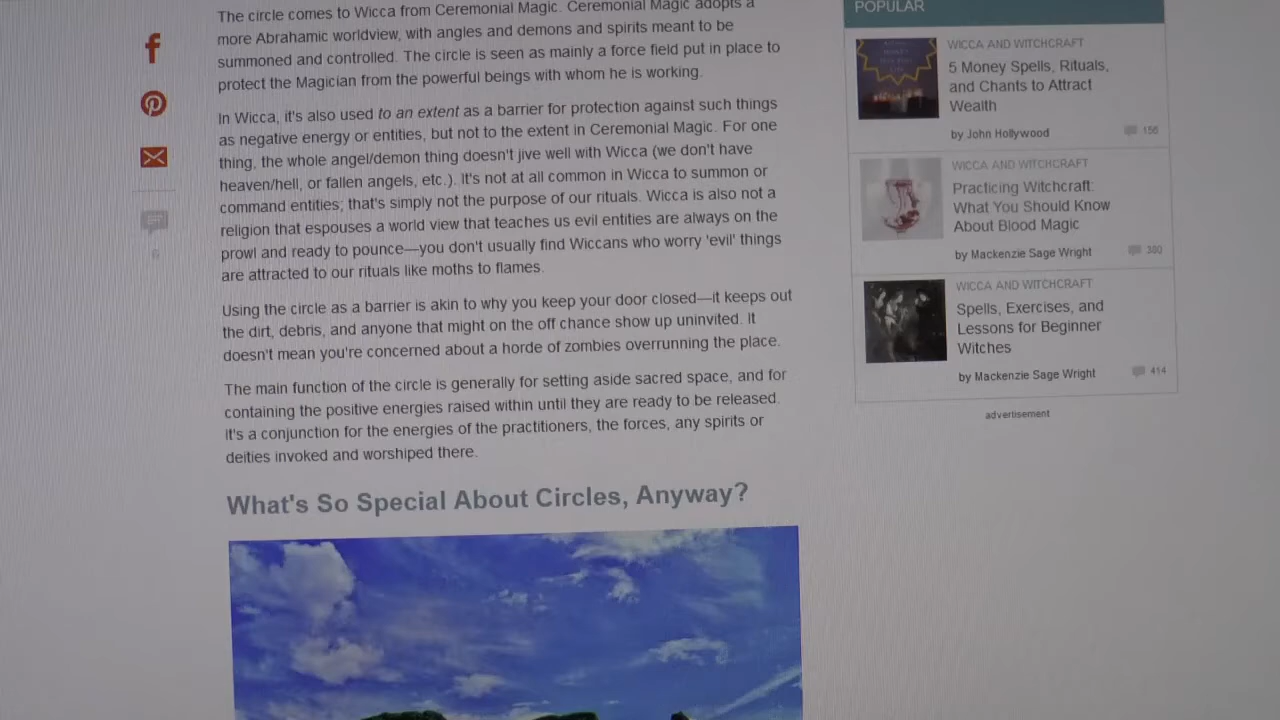 The circle comes to Wicca from Ceremonial Magic. Ceremonial Magic adopts a
more Abrahamic worldview, with angles and demons and spirits meant to be
summoned and controlled. The circle is seen as mainly a force field put in place to
protect the Magician from the powerful beings with whom he is working.
In Wicca, it's also used to an extent as a barrier for protection against such things
as negative energy or entities, but not to the extent in Ceremonial Magic. For one
thing, the whole angel/demon thing doesn't jive well with Wicca (we don't have
heaven/hell, or fallen angels, etc.). It's not at all common in Wicca to summon or
command entities; that's simply not the purpose of our rituals. Wicca is also not a
religion that espouses a world view that teaches us evil entities are always on the
prowl and ready to pounce—you don't usually find Wiccans who worry 'evil' things
are attracted to our rituals like moths to flames.
Using the circle as a barrier is akin to why you keep your door closed—it keeps out
the dirt, debris, and anyone that might on the off chance show up uninvited. It
doesn't mean you're concerned about a horde of zombies overrunning the place.
The main function of the circle is generally for setting aside sacred space, and for
containing the positive energies raised within until they are ready to be released.
It's a conjunction for the energies of the practitioners, the forces, any spirits or
deities invoked and worshiped there.
What's So Special About Circles, Anyway?
6
POPULAR
WICCA AND WITCHCRAFT
5 Money Spells, Rituals,
and Chants to Attract
Wealth
by John Hollywood
156
WICCA AND WITCHCRAFT
Practicing Witchcraft:
What You Should Know
About Blood Magic
by Mackenzie Sage Wright
380
WICCA AND WITCHCRAFT
Spells, Exercises, and
Lessons for Beginner
Witches
by Mackenzie Sage Wright
414
advertisement